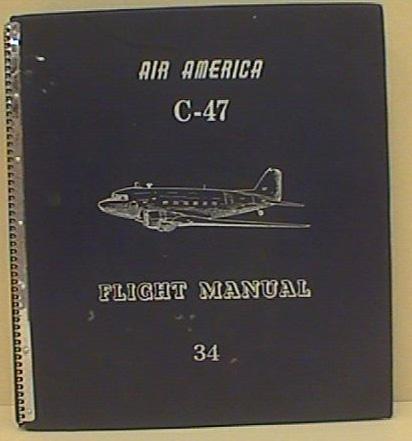 AIR AMERICA
C-47
FLIGHT MANUAL
34